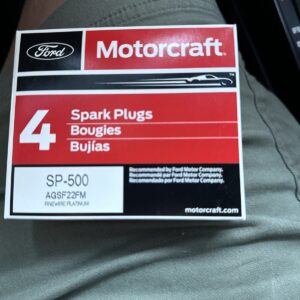 Ford
Motorcraft®
™
4
Spark Plugs
Bougies
Bujías
SP-500
AGSF22FM
FINEWIRE PLATINUM
Recommended by Ford Motor Company.
Recommandé par Ford Motor Company.
Recomendado por Ford Motor Company.
motorcraft.com